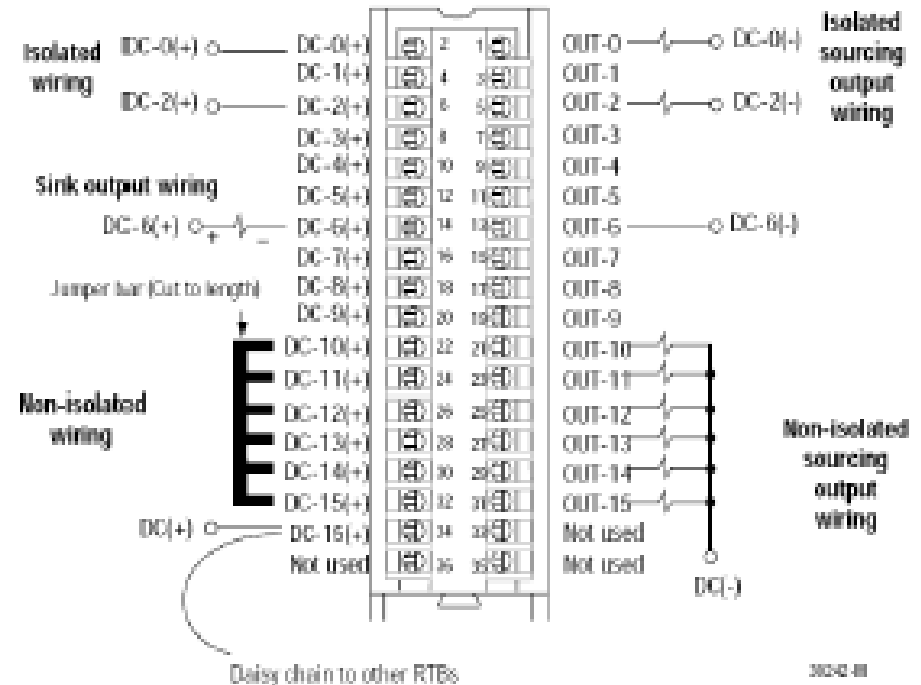 Isolated wiring
DC-0(+) DC-0(+) 2 1 OUT-0 DC-0(-)
Isolated sourcing output wiring
DC-1(+) 4 3 OUT-1
DC-2(+) DC-2(+) 6 5 OUT-2 DC-2(-)
DC-3(+) 8 7 OUT-3
DC-4(+) 10 9 OUT-4
Sink output wiring
DC-5(+) 12 11 OUT-5
DC-6(+) + - DC-6(+) 14 13 OUT-6 DC-6(-)
DC-7(+) 16 15 OUT-7
Jumper bar (Cut to length)
DC-8(+) 18 17 OUT-8
DC-9(+) 20 19 OUT-9
DC-10(+) 22 21 OUT-10
DC-11(+) 24 23 OUT-11
Non-isolated wiring
DC-12(+) 26 25 OUT-12
DC-13(+) 28 27 OUT-13
Non-isolated sourcing output wiring
DC-14(+) 30 29 OUT-14
DC-15(+) 32 31 OUT-15
DC(+) DC-15(+) 34 33 Not used
Not used 36 35 Not used
DC(-)
Daisy chain to other RTBs